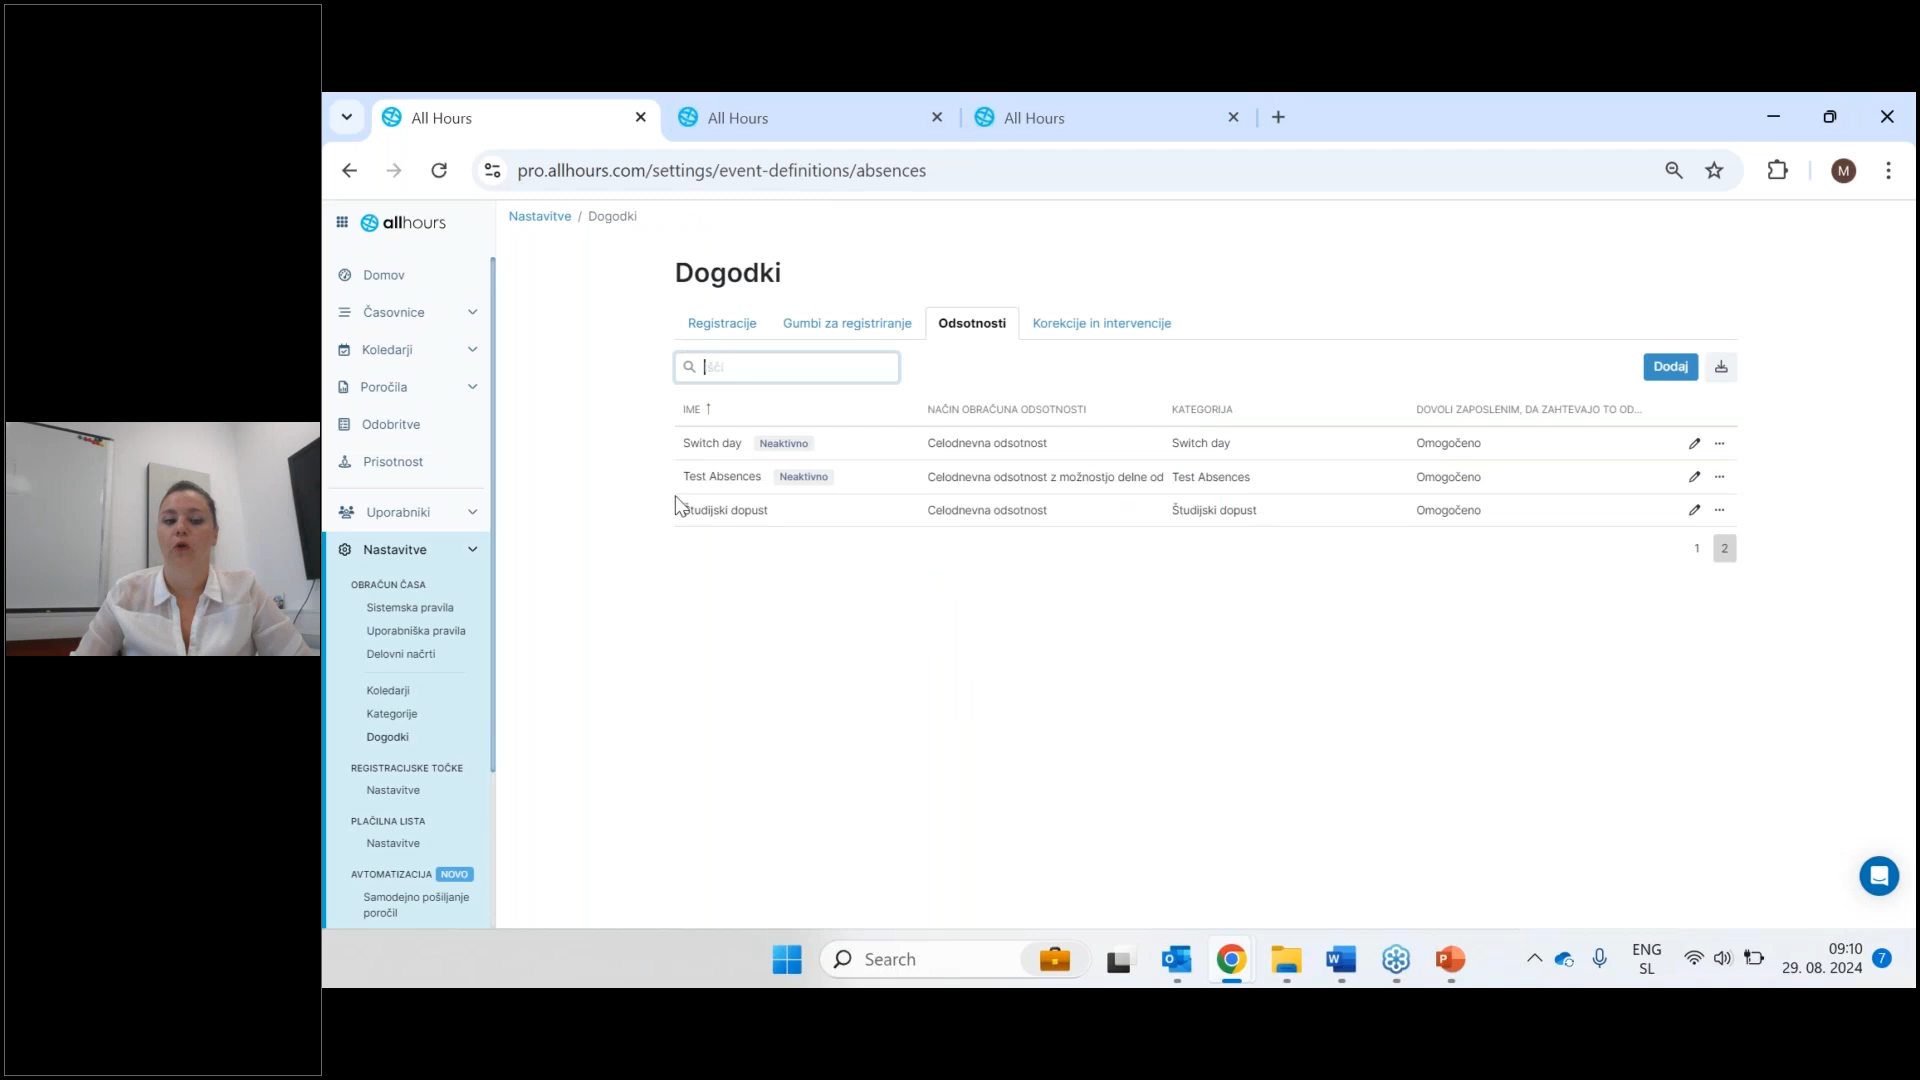 All Hours
All Hours
All Hours
pro.allhours.com/settings/event-definitions/absences
M
allhours
Nastavitve / Dogodki
Domov
Časovnice
Koledarji
Poročila
Odobritve
Prisotnost
Uporabniki
Nastavitve
OBRAČUN ČASA
Sistemska pravila
Uporabniška pravila
Delovni načrti
Koledarji
Kategorije
Dogodki
REGISTRACIJSKE TOČKE
Nastavitve
PLAČILNA LISTA
Nastavitve
AVTOMATIZACIJA NOVO
Samodejno pošiljanje
poročil
Dogodki
Registracije Gumbi za registriranje Odsotnosti Korekcije in intervencije
Išči
Dodaj
IME ↑ NAČIN OBRAČUNA ODSOTNOSTI KATEGORIJA DOVOLI ZAPOSLENIM, DA ZAHTEVAJO TO OD...
Switch day Neaktivno Celodnevna odsotnost Switch day Omogočeno
Test Absences Neaktivno Celodnevna odsotnost z možnostjo delne od Test Absences Omogočeno
Študijski dopust Celodnevna odsotnost Študijski dopust Omogočeno
1 2
Search
ENG
SL
09:10
29. 08. 2024
7